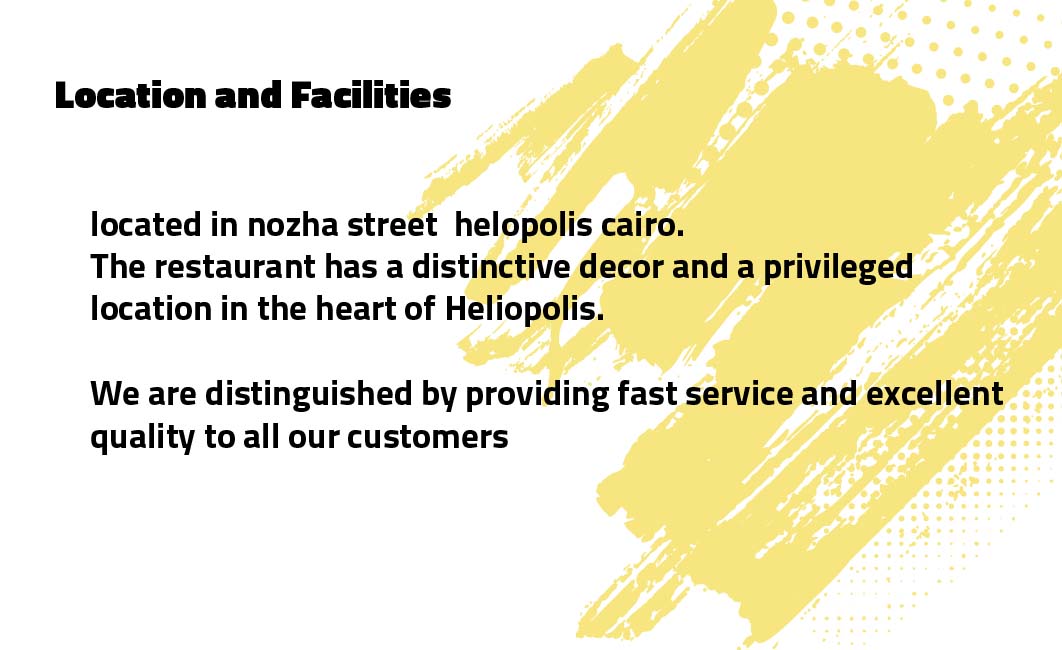 Location and Facilities
located in nozha street  helopolis cairo.
The restaurant has a distinctive decor and a privileged
location in the heart of Heliopolis.
We are distinguished by providing fast service and excellent
quality to all our customers